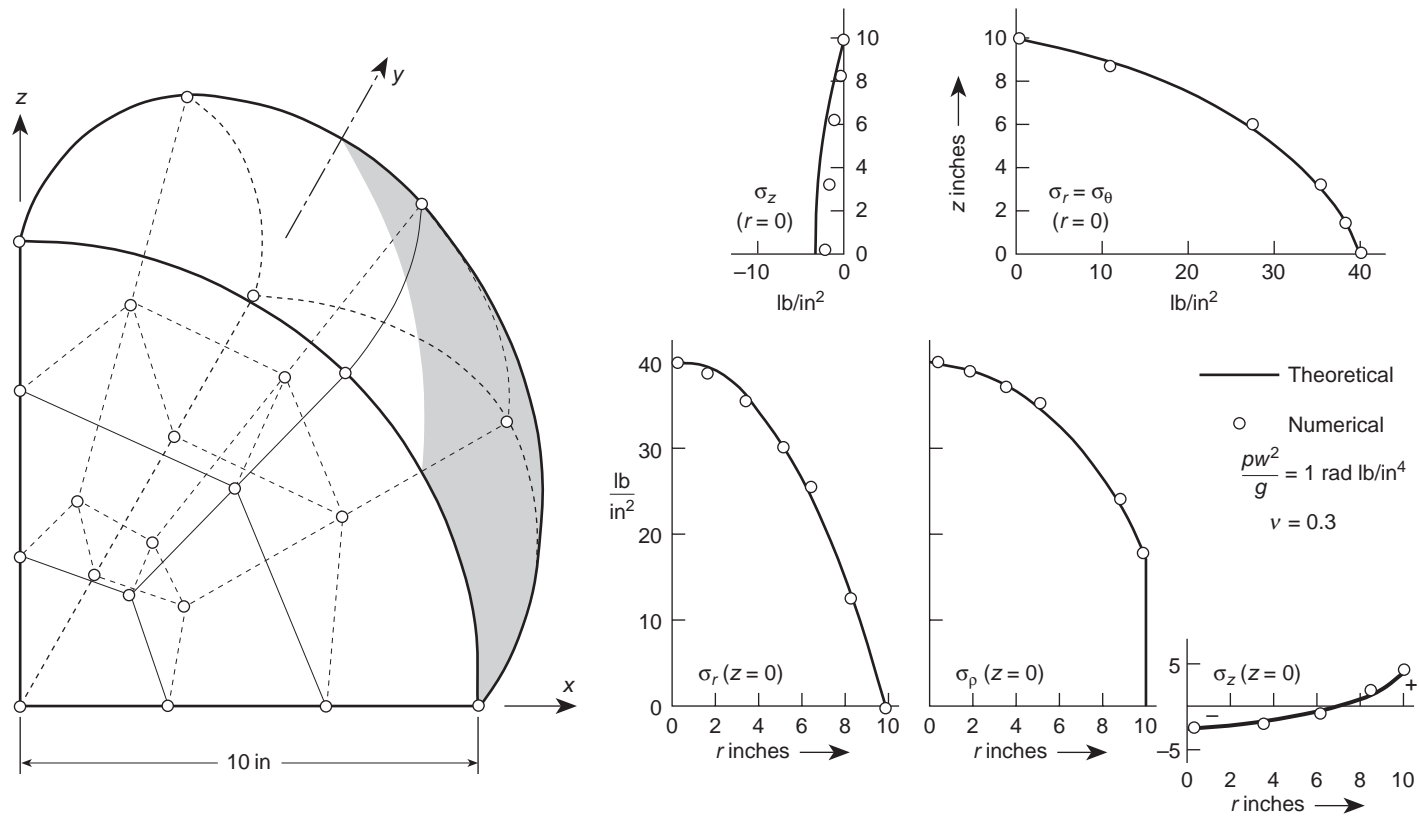 z
y
x
10 in
10
8
6
4
2
0
σz
(r = 0)
–10 0
lb/in²
z inches
10
8
6
4
2
0
σr = σθ
(r = 0)
0 10 20 30 40
lb/in²
40
30
20
10
0
lb
in²
σr (z = 0)
0 2 4 6 8 10
r inches
σρ (z = 0)
0 2 4 6 8 10
r inches
Theoretical
Numerical
pw²
g
= 1 rad lb/in⁴
ν = 0.3
5
–5
σz (z = 0)
–
+
0 2 4 6 8 10
r inches